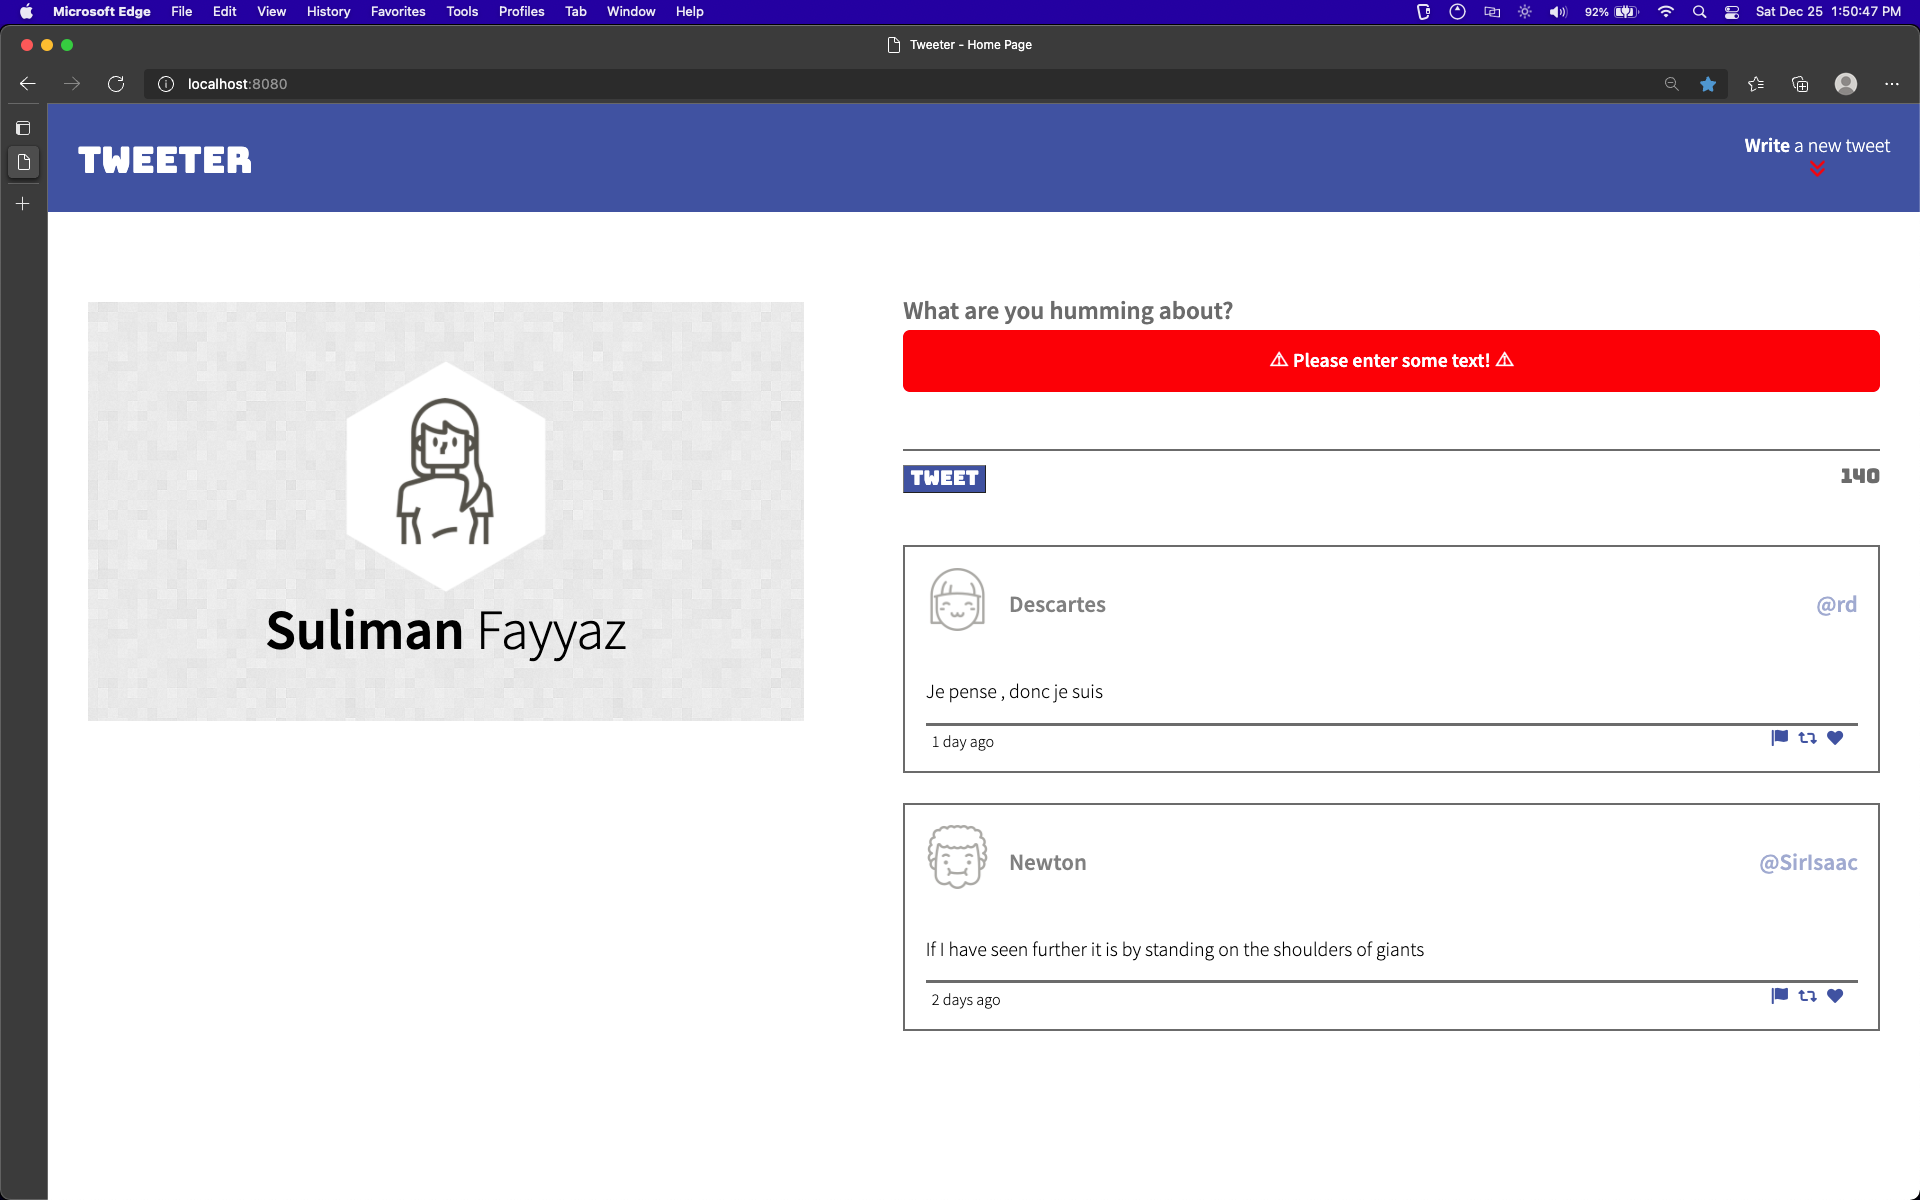 Microsoft Edge File Edit View History Favorites Tools Profiles Tab Window Help 92% Sat Dec 25 1:50:47 PM
Tweeter - Home Page
localhost:8080
TWEETER
Write a new tweet
What are you humming about?
⚠ Please enter some text! ⚠
TWEET 140
Suliman Fayyaz
Descartes @rd
Je pense , donc je suis
1 day ago
Newton @SirIsaac
If I have seen further it is by standing on the shoulders of giants
2 days ago